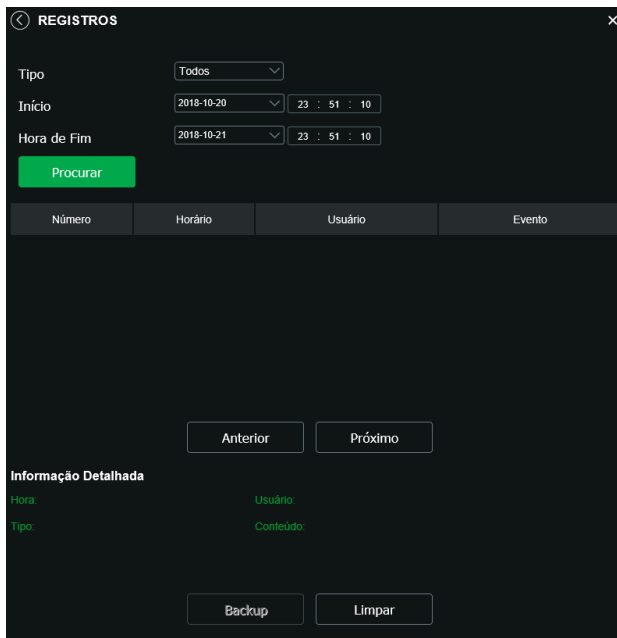 REGISTROS
Tipo Todos
Início 2018-10-20 23 : 51 : 10
Hora de Fim 2018-10-21 23 : 51 : 10
Procurar
Número Horário Usuário Evento
Anterior Próximo
Informação Detalhada
Hora: Usuário:
Tipo: Conteúdo:
Backup Limpar